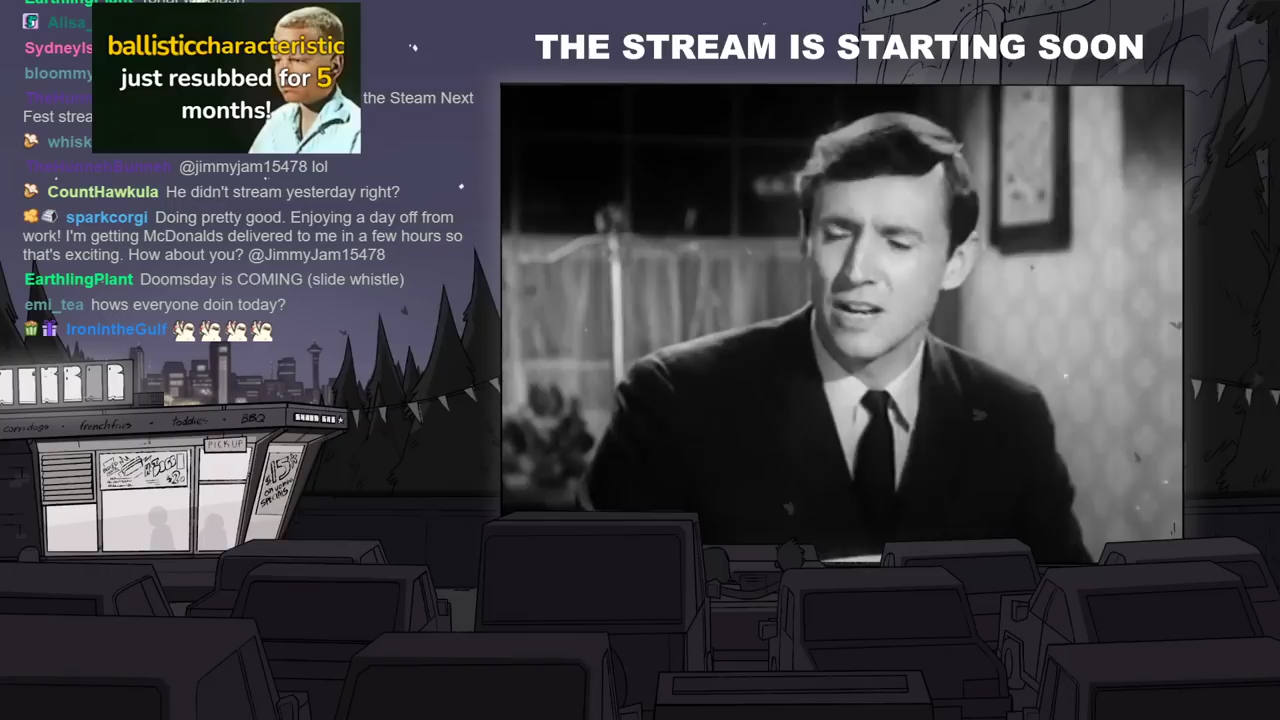 THE STREAM IS STARTING SOON
Alisa_
SydneyIs
bloommy
ballisticcharacteristic
just resubbed for 5
months!
the Steam Next
Fest strea
whisk
@jimmyjam15478 lol
CountHawkula He didn't stream yesterday right?
sparkcorgi Doing pretty good. Enjoying a day off from
work! I'm getting McDonalds delivered to me in a few hours so
that's exciting. How about you? @JimmyJam15478
EarthlingPlant Doomsday is COMING (slide whistle)
emi_tea hows everyone doin today?
IronintheGulf
corndogs · frenchfries · toddies · BBQ
PICKUP